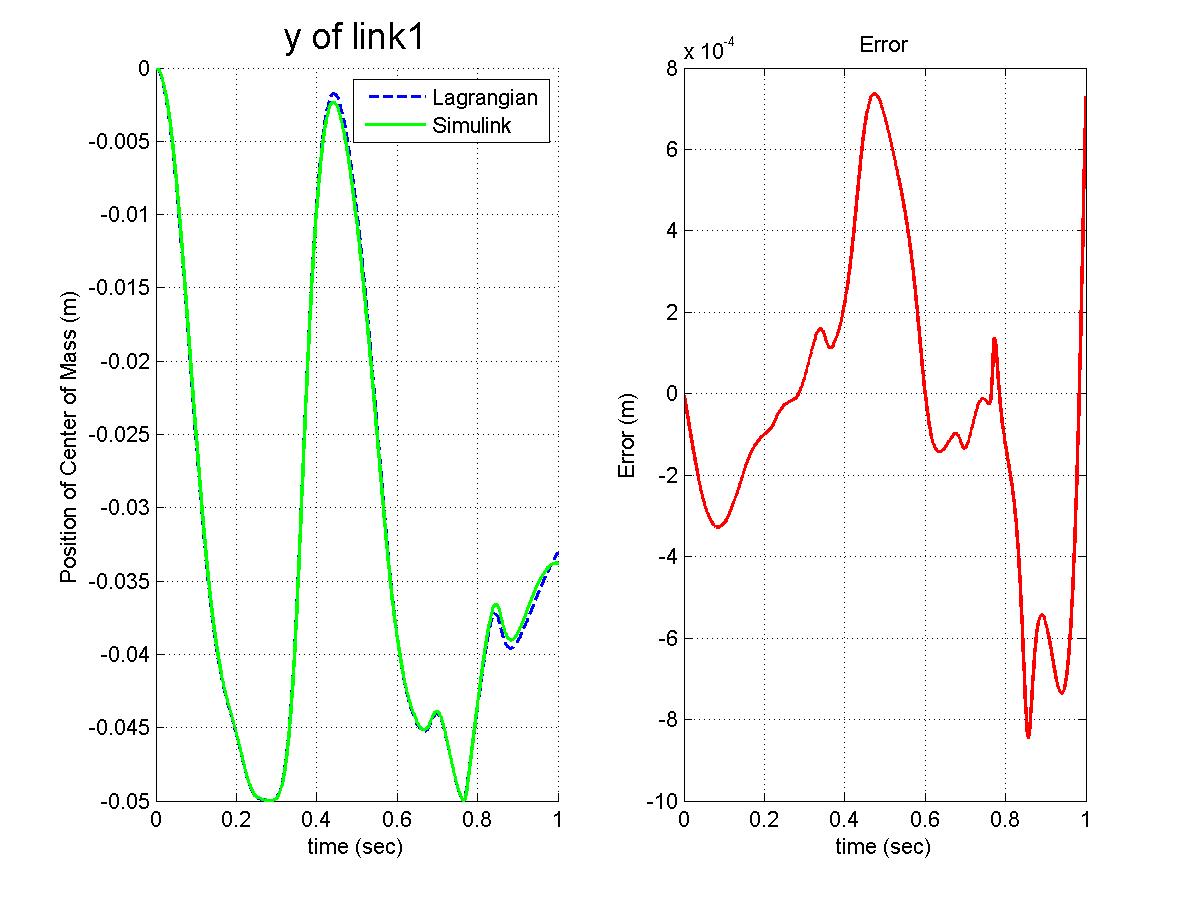 y of link1
Lagrangian
Simulink
0
-0.005
-0.01
-0.015
-0.02
-0.025
-0.03
-0.035
-0.04
-0.045
-0.05
Position of Center of Mass (m)
0 0.2 0.4 0.6 0.8 1
time (sec)
Error
x 10^-4
8
6
4
2
0
-2
-4
-6
-8
-10
Error (m)
0 0.2 0.4 0.6 0.8 1
time (sec)